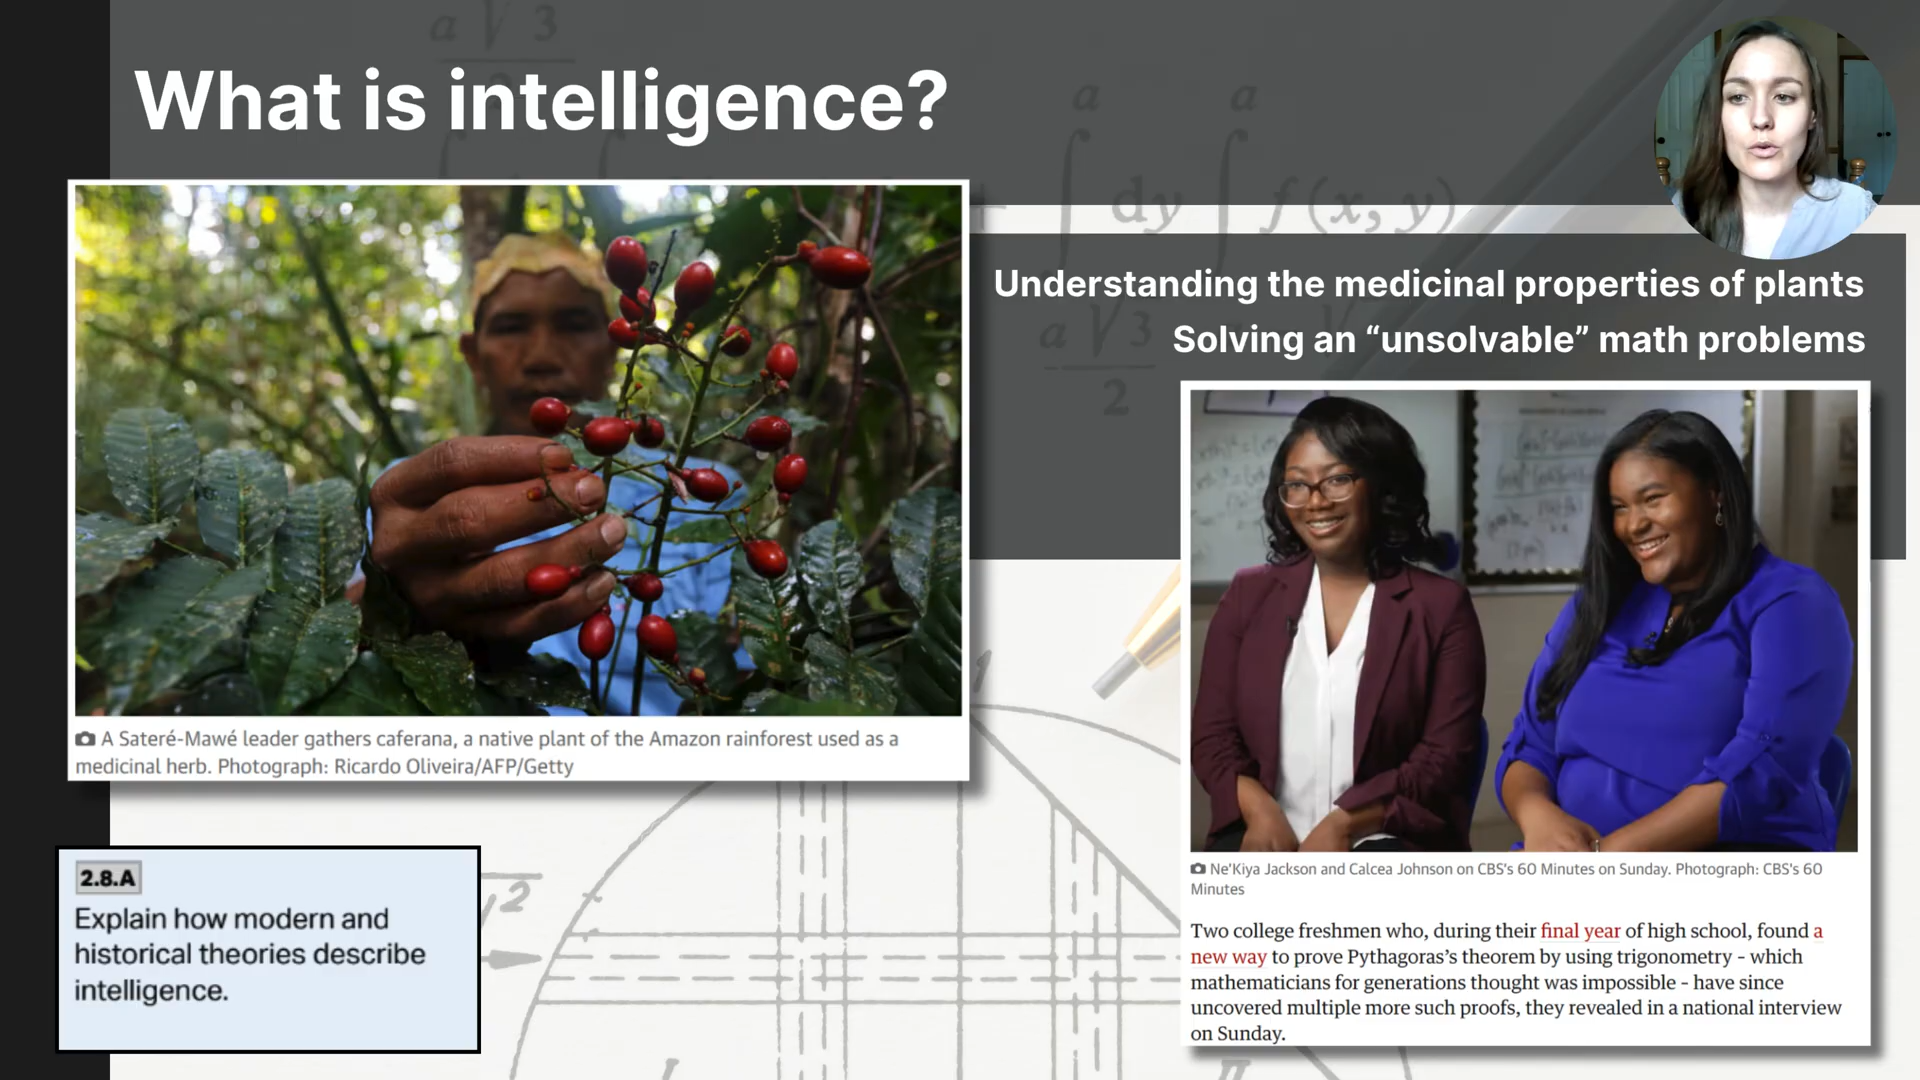 What is intelligence?
Understanding the medicinal properties of plants
Solving an “unsolvable” math problems
A Sateré-Mawé leader gathers caferana, a native plant of the Amazon rainforest used as a
medicinal herb. Photograph: Ricardo Oliveira/AFP/Getty
Ne'Kiya Jackson and Calcea Johnson on CBS's 60 Minutes on Sunday. Photograph: CBS's 60
Minutes
Two college freshmen who, during their final year of high school, found a
new way to prove Pythagoras’s theorem by using trigonometry – which
mathematicians for generations thought was impossible – have since
uncovered multiple more such proofs, they revealed in a national interview
on Sunday.
2.8.A
Explain how modern and
historical theories describe
intelligence.
a √3
a a
+ ∫ dy ∫ f(x, y)
a √3
2